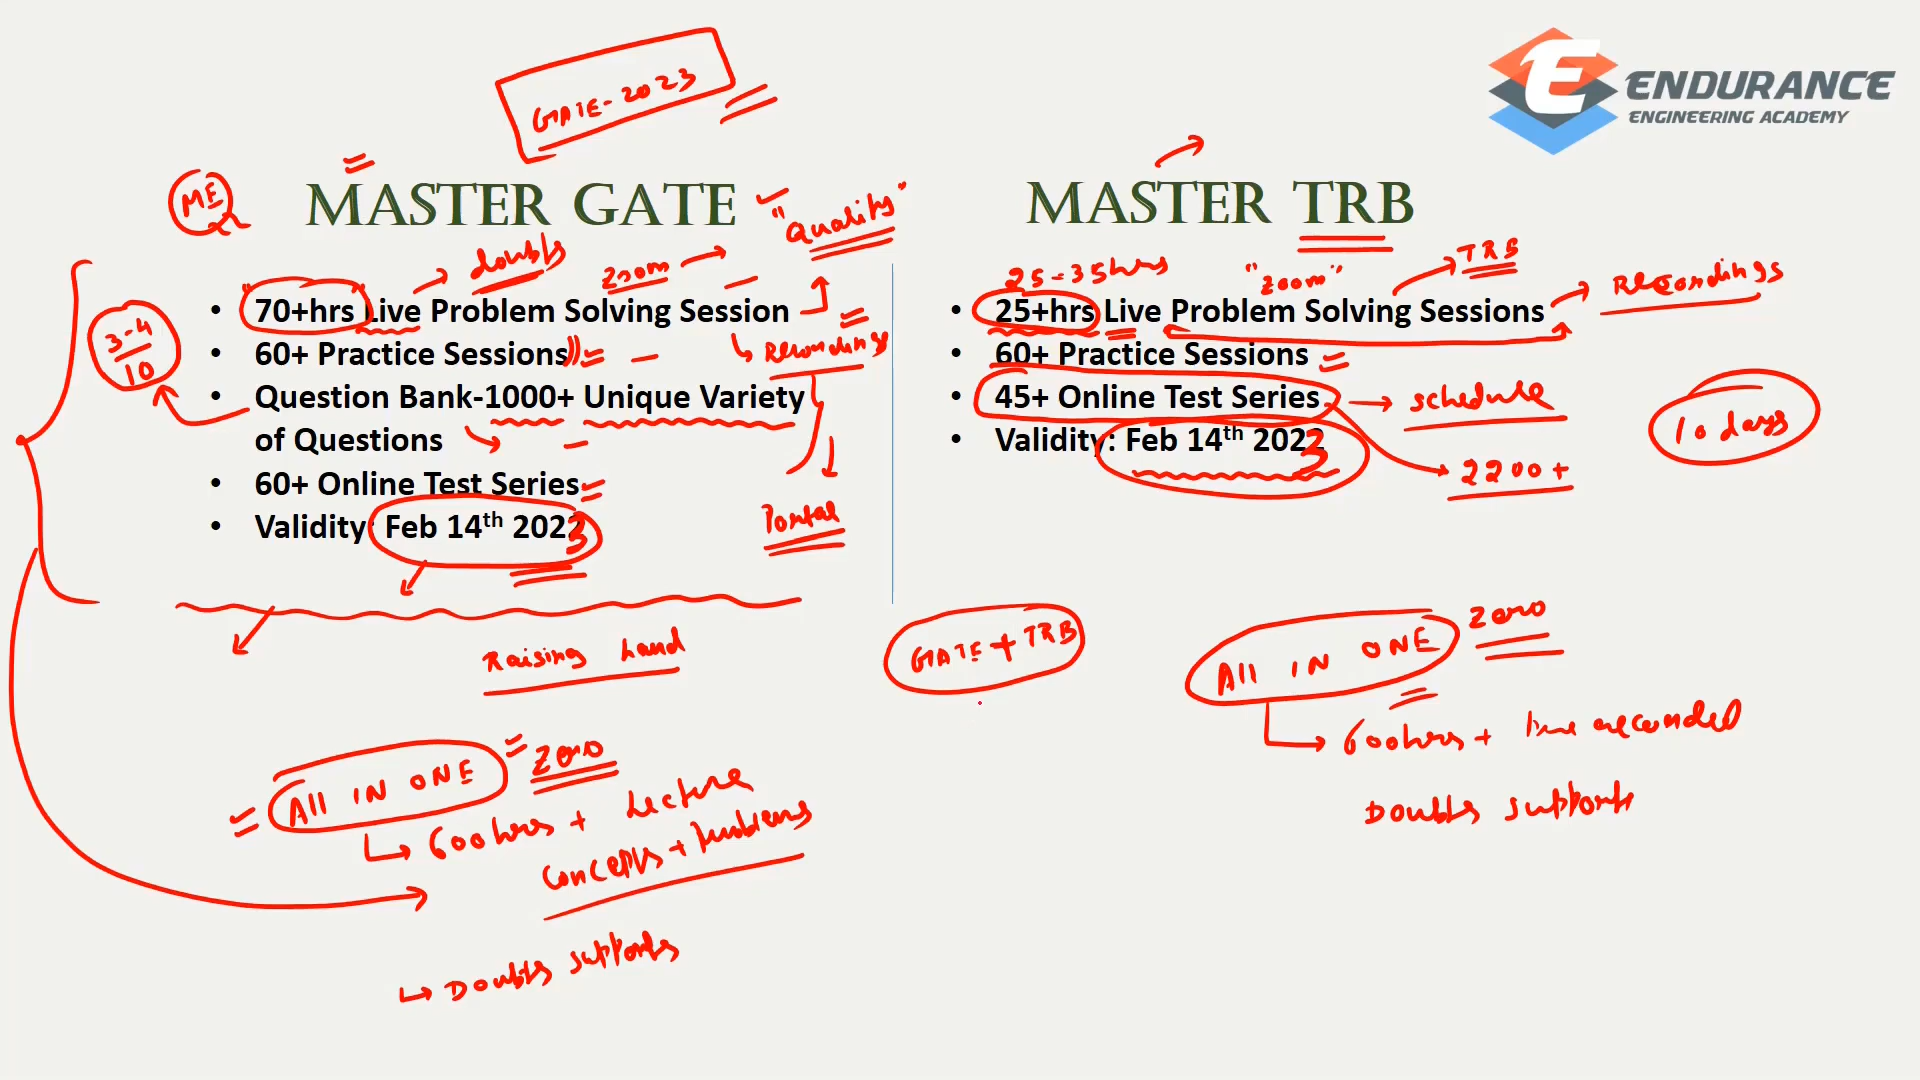 GATE-2023
ENDURANCE
ENGINEERING ACADEMY
ME
MASTER GATE
"Quality"
doubts
zoom
"70+hrs" Live Problem Solving Session
60+ Practice Sessions
Recordings
3-4
10
Question Bank-1000+ Unique Variety
of Questions
60+ Online Test Series
Validity: Feb 14th 2023
Portal
Raising hand
All IN ONE
Zero
600hrs + Lecture
Concepts + Problems
Doubts supports
MASTER TRB
25-35hrs
"zoom"
TRB
Recordings
25+hrs Live Problem Solving Sessions
60+ Practice Sessions
45+ Online Test Series
schedule
10 days
Validity: Feb 14th 2023
2200+
GATE + TRB
All IN ONE
Zero
600hrs + recorded
Doubts supports